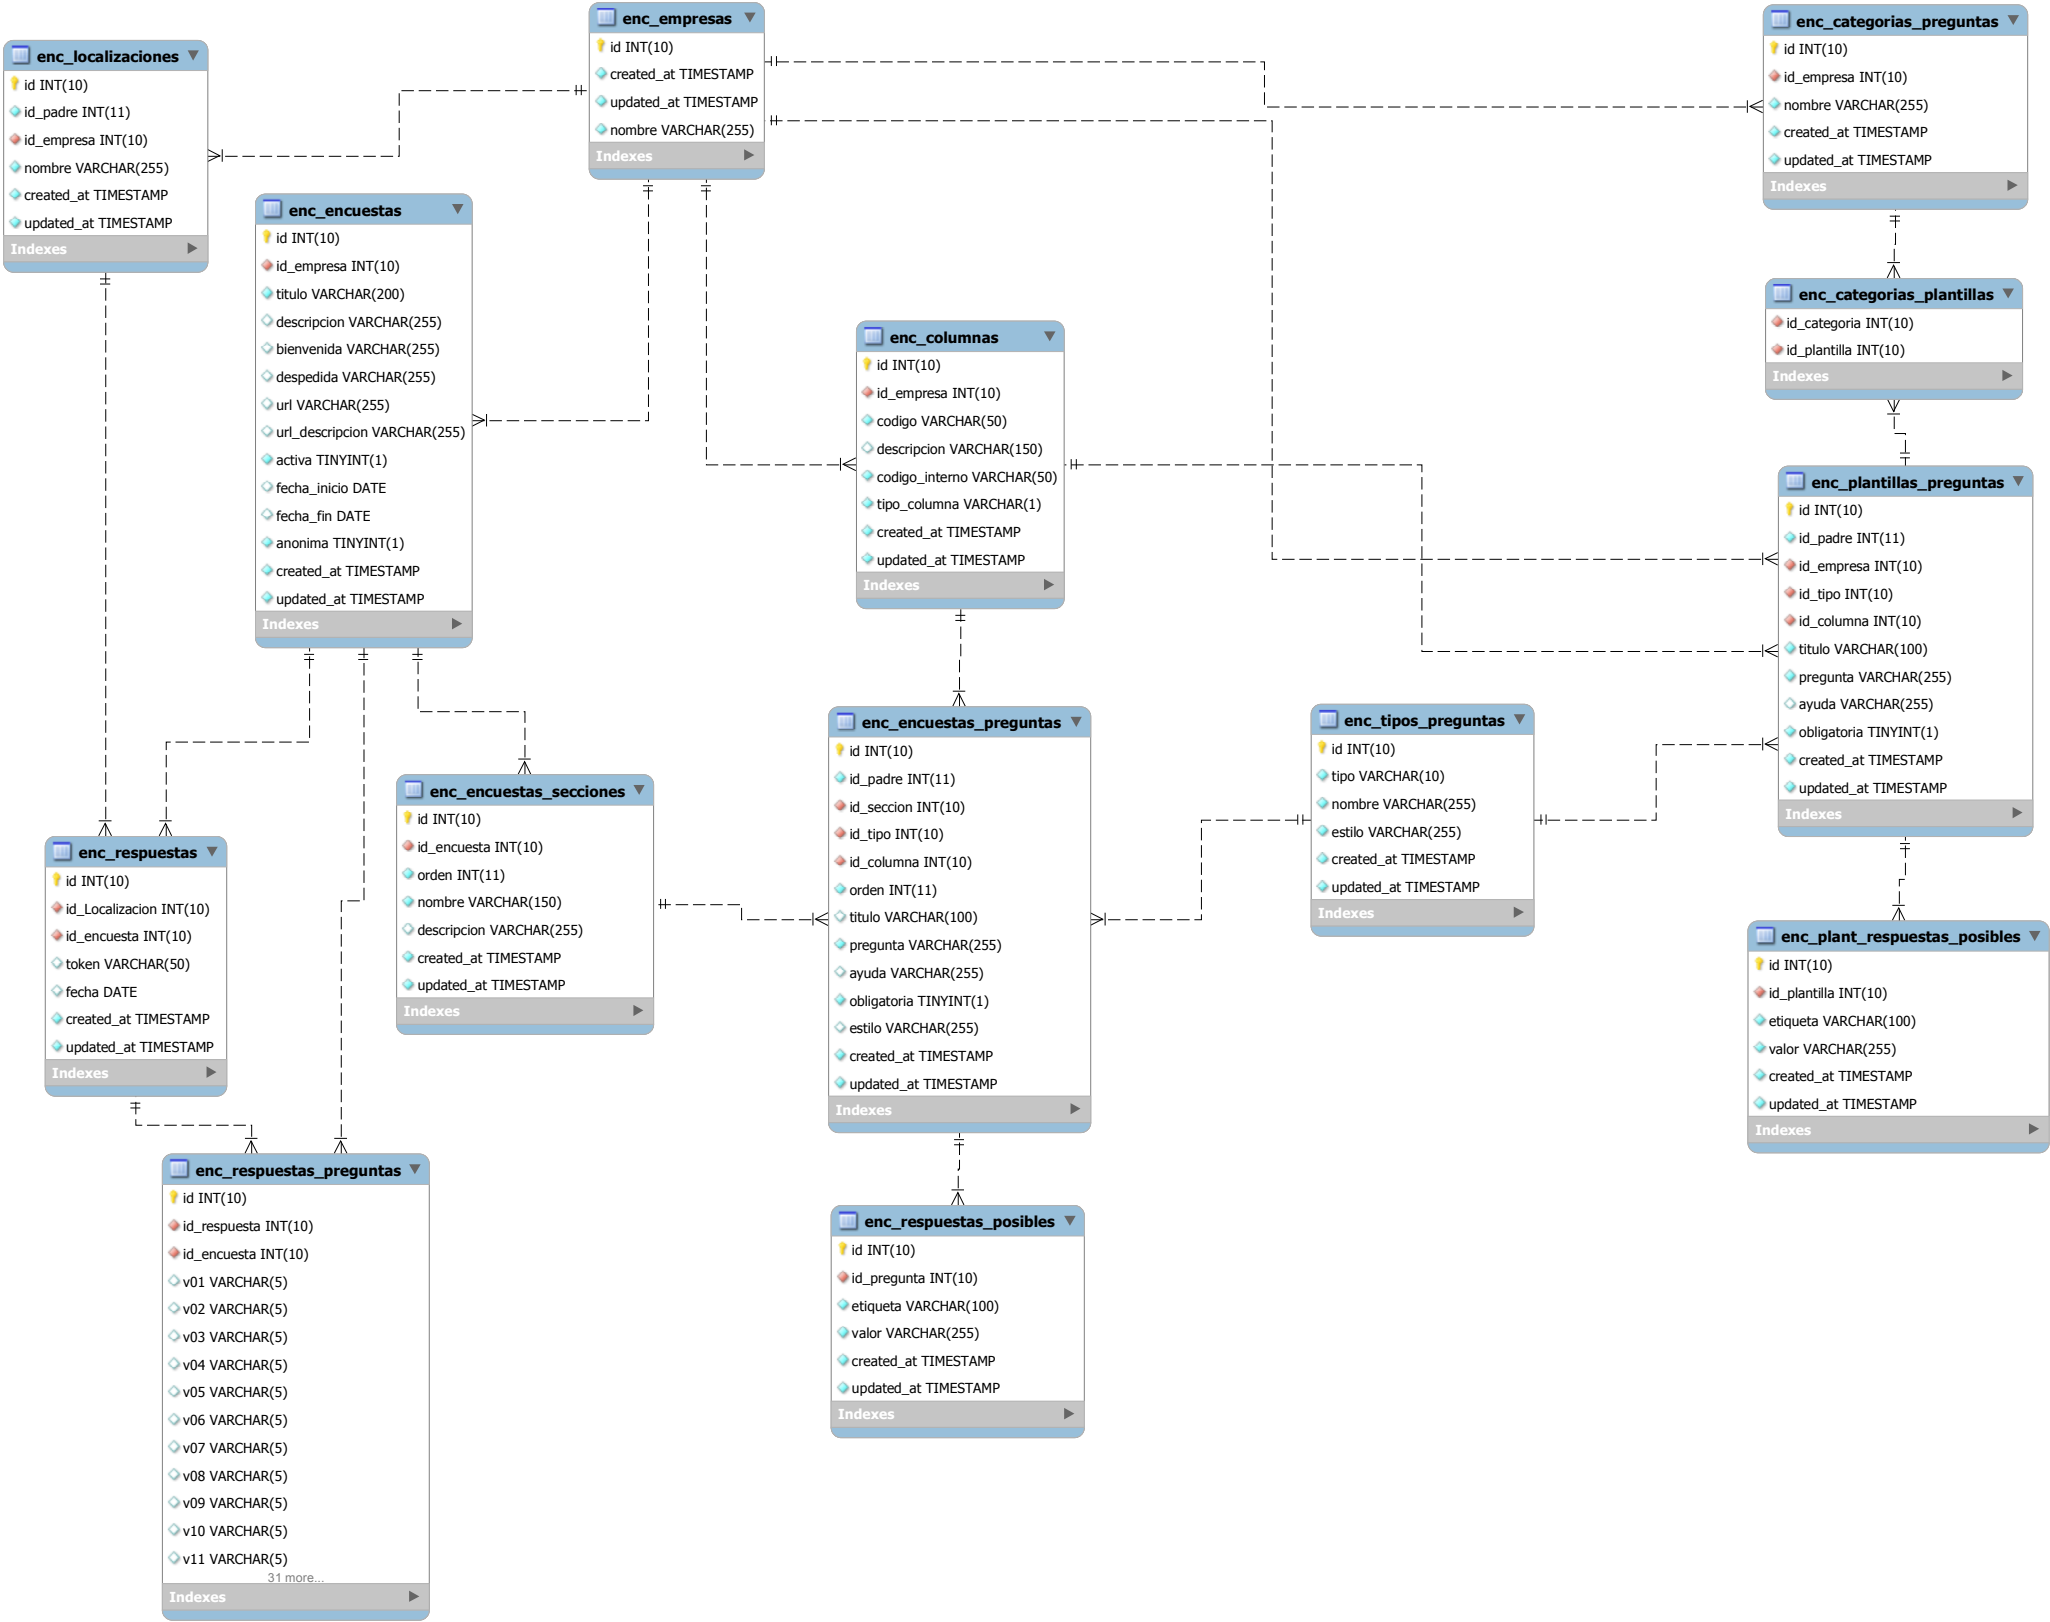 enc_empresas
id INT(10)
created_at TIMESTAMP
updated_at TIMESTAMP
nombre VARCHAR(255)
Indexes
enc_categorias_preguntas
id INT(10)
id_empresa INT(10)
nombre VARCHAR(255)
created_at TIMESTAMP
updated_at TIMESTAMP
Indexes
enc_localizaciones
id INT(10)
id_padre INT(11)
id_empresa INT(10)
nombre VARCHAR(255)
created_at TIMESTAMP
updated_at TIMESTAMP
Indexes
enc_encuestas
id INT(10)
id_empresa INT(10)
titulo VARCHAR(200)
descripcion VARCHAR(255)
bienvenida VARCHAR(255)
despedida VARCHAR(255)
url VARCHAR(255)
url_descripcion VARCHAR(255)
activa TINYINT(1)
fecha_inicio DATE
fecha_fin DATE
anonima TINYINT(1)
created_at TIMESTAMP
updated_at TIMESTAMP
Indexes
enc_categorias_plantillas
id_categoria INT(10)
id_plantilla INT(10)
Indexes
enc_columnas
id INT(10)
id_empresa INT(10)
codigo VARCHAR(50)
descripcion VARCHAR(150)
codigo_interno VARCHAR(50)
tipo_columna VARCHAR(1)
created_at TIMESTAMP
updated_at TIMESTAMP
Indexes
enc_plantillas_preguntas
id INT(10)
id_padre INT(11)
id_empresa INT(10)
id_tipo INT(10)
id_columna INT(10)
titulo VARCHAR(100)
pregunta VARCHAR(255)
ayuda VARCHAR(255)
obligatoria TINYINT(1)
created_at TIMESTAMP
updated_at TIMESTAMP
Indexes
enc_tipos_preguntas
id INT(10)
tipo VARCHAR(10)
nombre VARCHAR(255)
estilo VARCHAR(255)
created_at TIMESTAMP
updated_at TIMESTAMP
Indexes
enc_encuestas_preguntas
id INT(10)
id_padre INT(11)
id_seccion INT(10)
id_tipo INT(10)
id_columna INT(10)
orden INT(11)
titulo VARCHAR(100)
pregunta VARCHAR(255)
ayuda VARCHAR(255)
obligatoria TINYINT(1)
estilo VARCHAR(255)
created_at TIMESTAMP
updated_at TIMESTAMP
Indexes
enc_encuestas_secciones
id INT(10)
id_encuesta INT(10)
orden INT(11)
nombre VARCHAR(150)
descripcion VARCHAR(255)
created_at TIMESTAMP
updated_at TIMESTAMP
Indexes
enc_respuestas
id INT(10)
id_Localizacion INT(10)
id_encuesta INT(10)
token VARCHAR(50)
fecha DATE
created_at TIMESTAMP
updated_at TIMESTAMP
Indexes
enc_plant_respuestas_posibles
id INT(10)
id_plantilla INT(10)
etiqueta VARCHAR(100)
valor VARCHAR(255)
created_at TIMESTAMP
updated_at TIMESTAMP
Indexes
enc_respuestas_preguntas
id INT(10)
id_respuesta INT(10)
id_encuesta INT(10)
v01 VARCHAR(5)
v02 VARCHAR(5)
v03 VARCHAR(5)
v04 VARCHAR(5)
v05 VARCHAR(5)
v06 VARCHAR(5)
v07 VARCHAR(5)
v08 VARCHAR(5)
v09 VARCHAR(5)
v10 VARCHAR(5)
v11 VARCHAR(5)
31 more...
Indexes
enc_respuestas_posibles
id INT(10)
id_pregunta INT(10)
etiqueta VARCHAR(100)
valor VARCHAR(255)
created_at TIMESTAMP
updated_at TIMESTAMP
Indexes